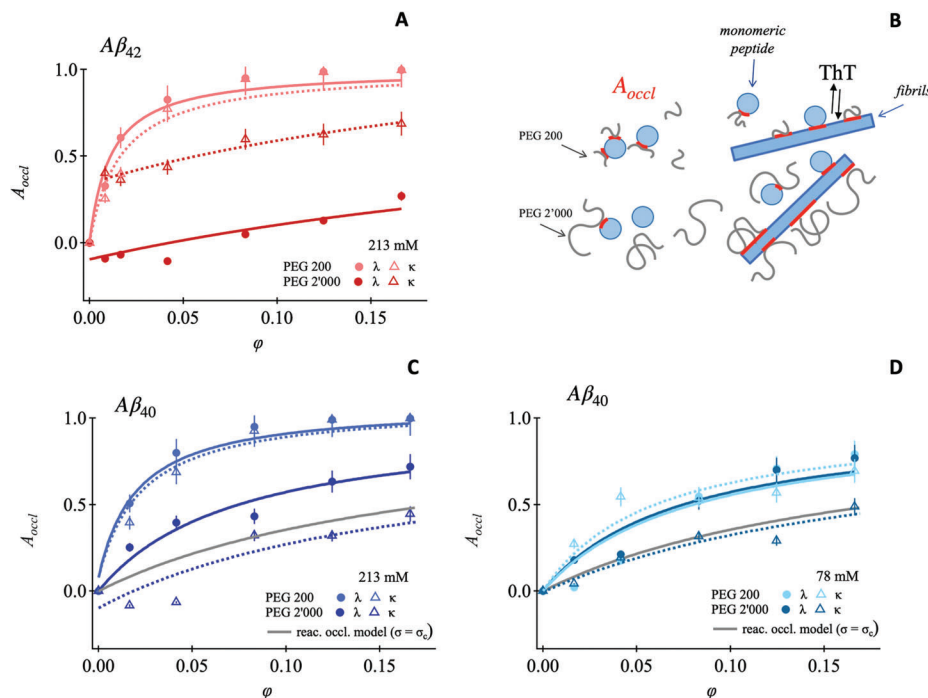 A
Aβ42
1.0
0.5
0.0
A_occl
0.00
0.05
0.10
0.15
φ
213 mM
PEG 200 λ κ
PEG 2'000 λ κ
B
monomeric
peptide
A_occl
ThT
fibrils
PEG 200
PEG 2'000
C
Aβ40
1.0
0.5
0.0
A_occl
0.00
0.05
0.10
0.15
φ
213 mM
PEG 200 λ κ
PEG 2'000 λ κ
reac. occl. model (σ = σc)
D
Aβ40
1.0
0.5
0.0
A_occl
0.00
0.05
0.10
0.15
φ
78 mM
PEG 200 λ κ
PEG 2'000 λ κ
reac. occl. model (σ = σc)